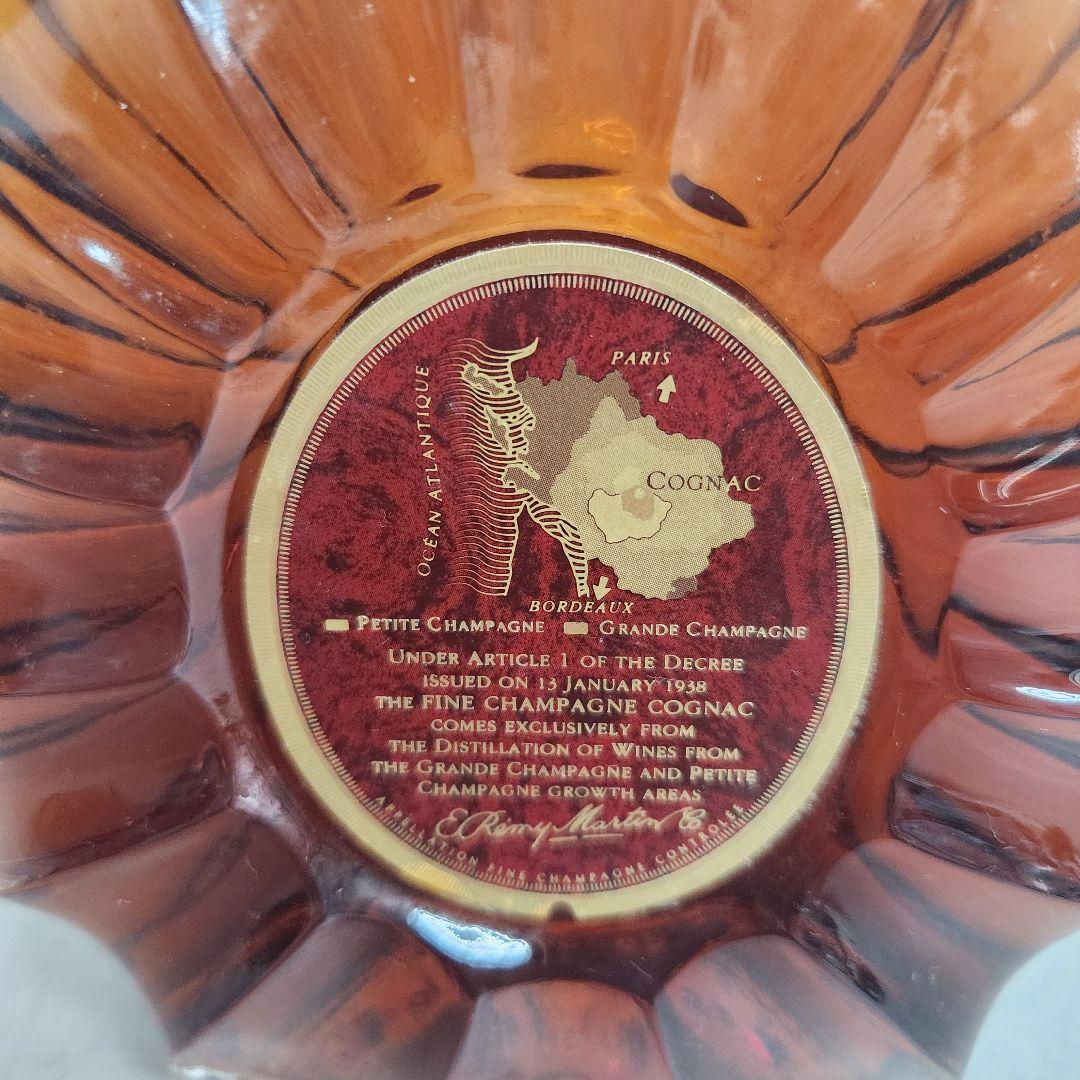 PARIS
OCÉAN ATLANTIQUE
COGNAC
BORDEAUX
PETITE CHAMPAGNE GRANDE CHAMPAGNE
UNDER ARTICLE 1 OF THE DECREE
ISSUED ON 13 JANUARY 1938
THE FINE CHAMPAGNE COGNAC
COMES EXCLUSIVELY FROM
THE DISTILLATION OF WINES FROM
THE GRANDE CHAMPAGNE AND PETITE
CHAMPAGNE GROWTH AREAS
E. Rémy Martin & Co
APPELLATION FINE CHAMPAGNE CONTROLÉE